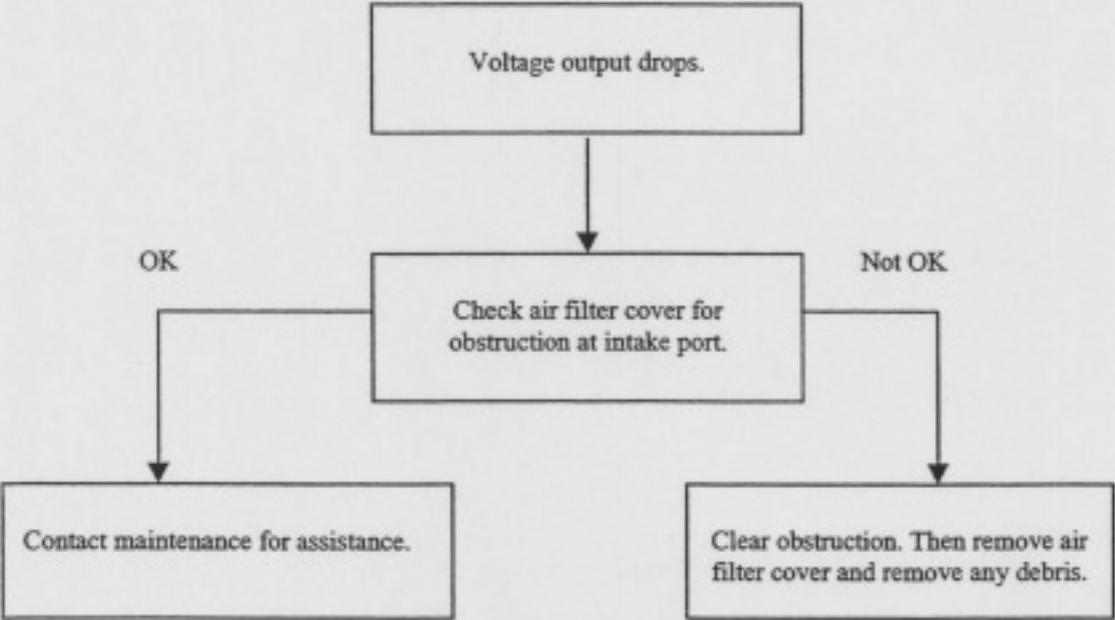 Voltage output drops.
OK
Not OK
Check air filter cover for
obstruction at intake port.
Contact maintenance for assistance.
Clear obstruction. Then remove air
filter cover and remove any debris.